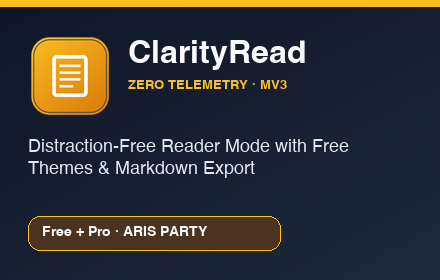 ClarityRead
ZERO TELEMETRY · MV3
Distraction-Free Reader Mode with Free
Themes & Markdown Export
Free + Pro · ARIS PARTY